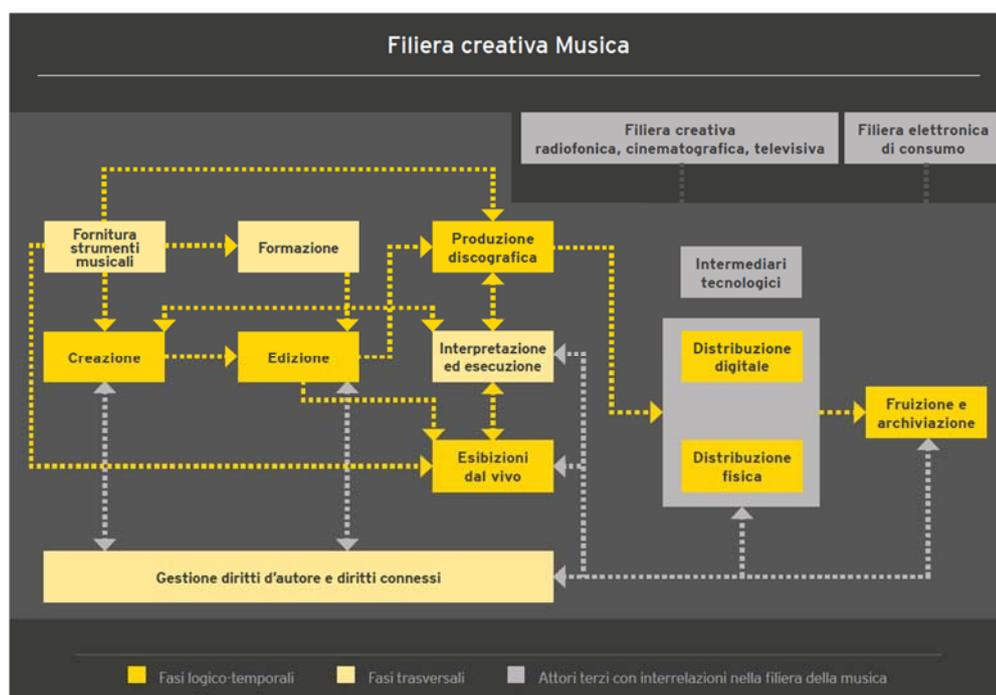 Filiera creativa Musica
Filiera creativa
radiofonica, cinematografica, televisiva
Filiera elettronica
di consumo
Fornitura
strumenti
musicali
Formazione
Produzione
discografica
Intermediari
tecnologici
Creazione
Edizione
Interpretazione
ed esecuzione
Distribuzione
digitale
Fruizione e
archiviazione
Esibizioni
dal vivo
Distribuzione
fisica
Gestione diritti d'autore e diritti connessi
Fasi logico-temporali
Fasi trasversali
Attori terzi con interrelazioni nella filiera della musica